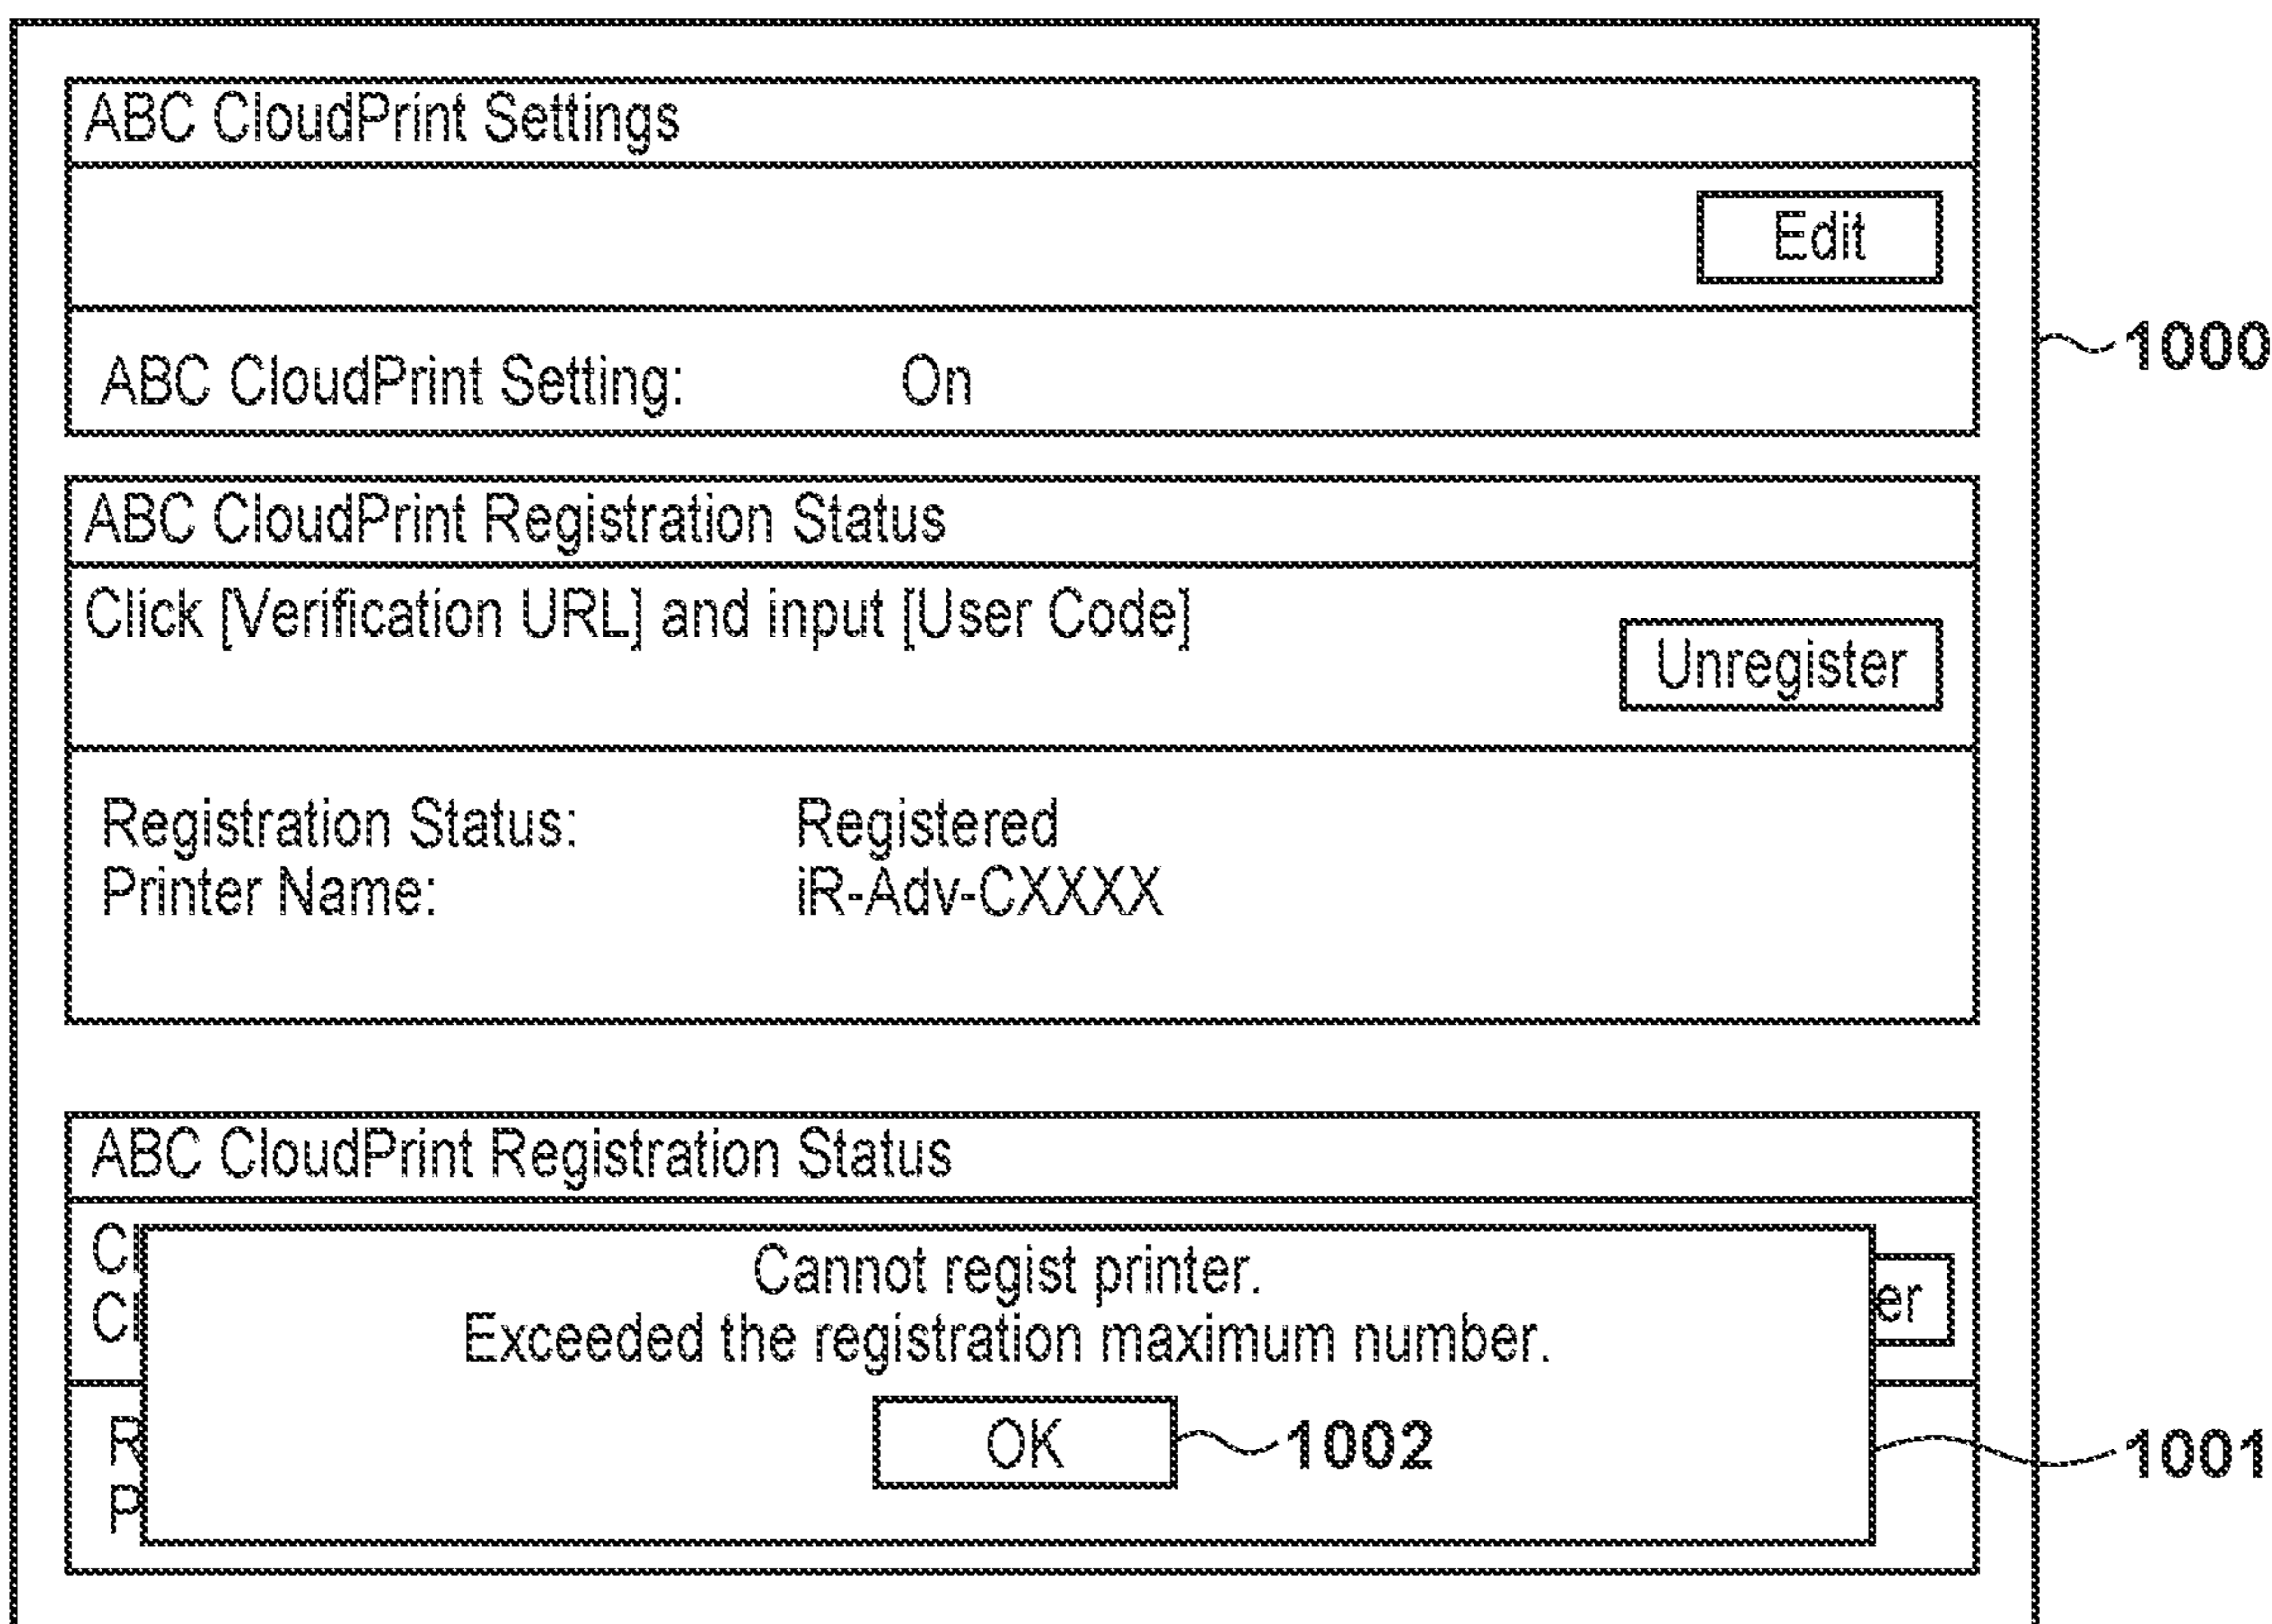 ABC CloudPrint Settings
Edit
ABC CloudPrint Setting: On
1000
ABC CloudPrint Registration Status
Click [Verification URL] and input [User Code]
Unregister
Registration Status: Registered
Printer Name: iR-Adv-CXXXX
ABC CloudPrint Registration Status
Cannot regist printer.
Exceeded the registration maximum number.
er
OK
1002
1001